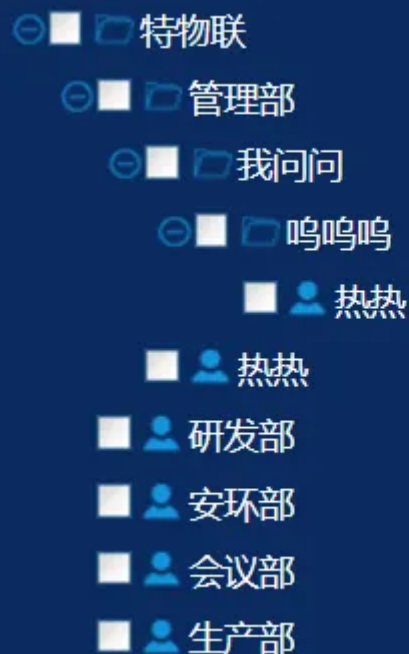 特物联
管理部
我问问
呜呜呜
热热
热热
研发部
安环部
会议部
生产部